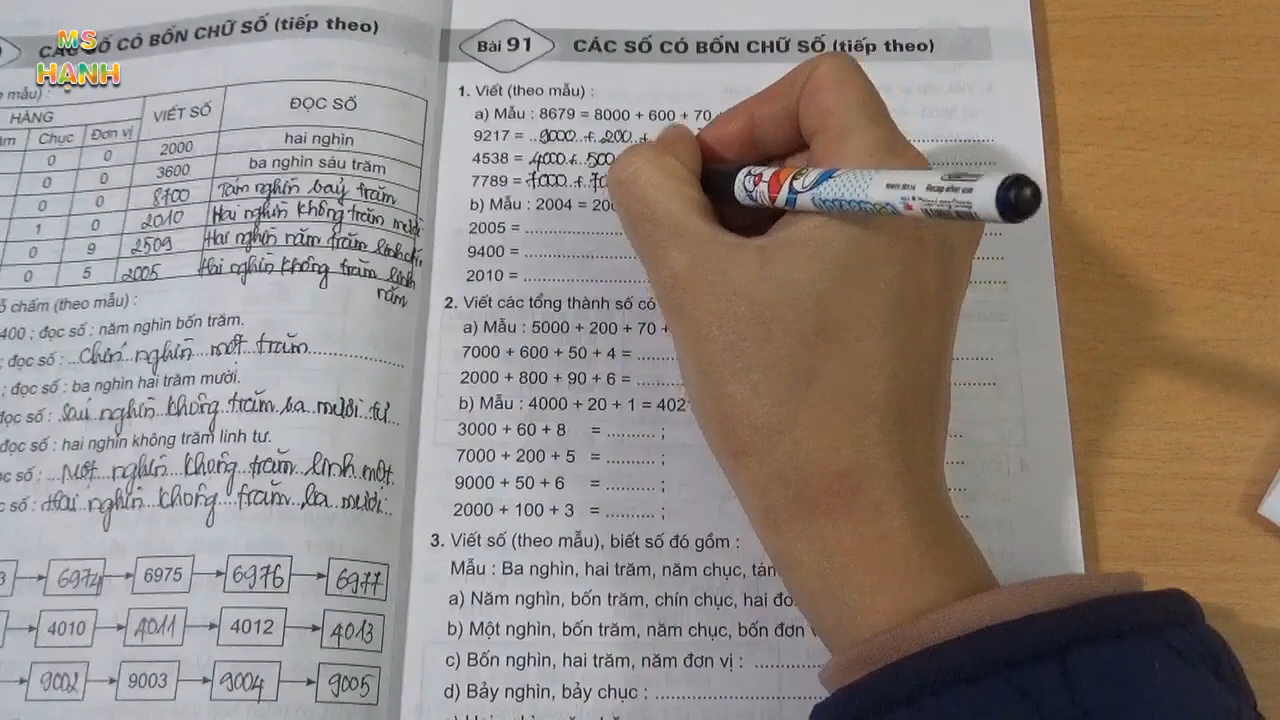 MS
HẠNH
CÁC SỐ CÓ BỐN CHỮ SỐ (tiếp theo)
mẫu) :
HÀNG
VIẾT SỐ
ĐỌC SỐ
Chục
Đơn vị
0 0 2000 hai nghìn
0 0 3600 ba nghìn sáu trăm
0 0 8700 Tám nghìn bảy trăm
1 0 2010 Hai nghìn không trăm mười
0 9 2509 Hai nghìn năm trăm linh chín
0 5 2005 Hai nghìn không trăm linh
năm
chấm (theo mẫu) :
400 ; đọc số : năm nghìn bốn trăm.
; đọc số : Chín nghìn một trăm
; đọc số : ba nghìn hai trăm mười.
đọc số : Sáu nghìn không trăm ba mươi tư
đọc số : hai nghìn không trăm linh tư.
số : Một nghìn không trăm linh một.
số : Hai nghìn không trăm ba mươi
3 6974 6975 6976 6977
4010 4011 4012 4013
9002 9003 9004 9005
Bài 91 CÁC SỐ CÓ BỐN CHỮ SỐ (tiếp theo)
1. Viết (theo mẫu) :
a) Mẫu : 8679 = 8000 + 600 + 70
9217 = 9000 + 200 +
4538 = 4000 + 500
7789 = 7000 + 70
b) Mẫu : 2004 = 200
2005 = ..........
9400 = ..........
2010 = ..........
2. Viết các tổng thành số có
a) Mẫu : 5000 + 200 + 70 +
7000 + 600 + 50 + 4 = ..........
2000 + 800 + 90 + 6 = ..........
b) Mẫu : 4000 + 20 + 1 = 402
3000 + 60 + 8 = .......... ;
7000 + 200 + 5 = .......... ;
9000 + 50 + 6 = .......... ;
2000 + 100 + 3 = .......... ;
3. Viết số (theo mẫu), biết số đó gồm :
Mẫu : Ba nghìn, hai trăm, năm chục, tám
a) Năm nghìn, bốn trăm, chín chục, hai
b) Một nghìn, bốn trăm, năm chục, bốn đơn
c) Bốn nghìn, hai trăm, năm đơn vị : ..........
d) Bảy nghìn, bảy chục : ..........